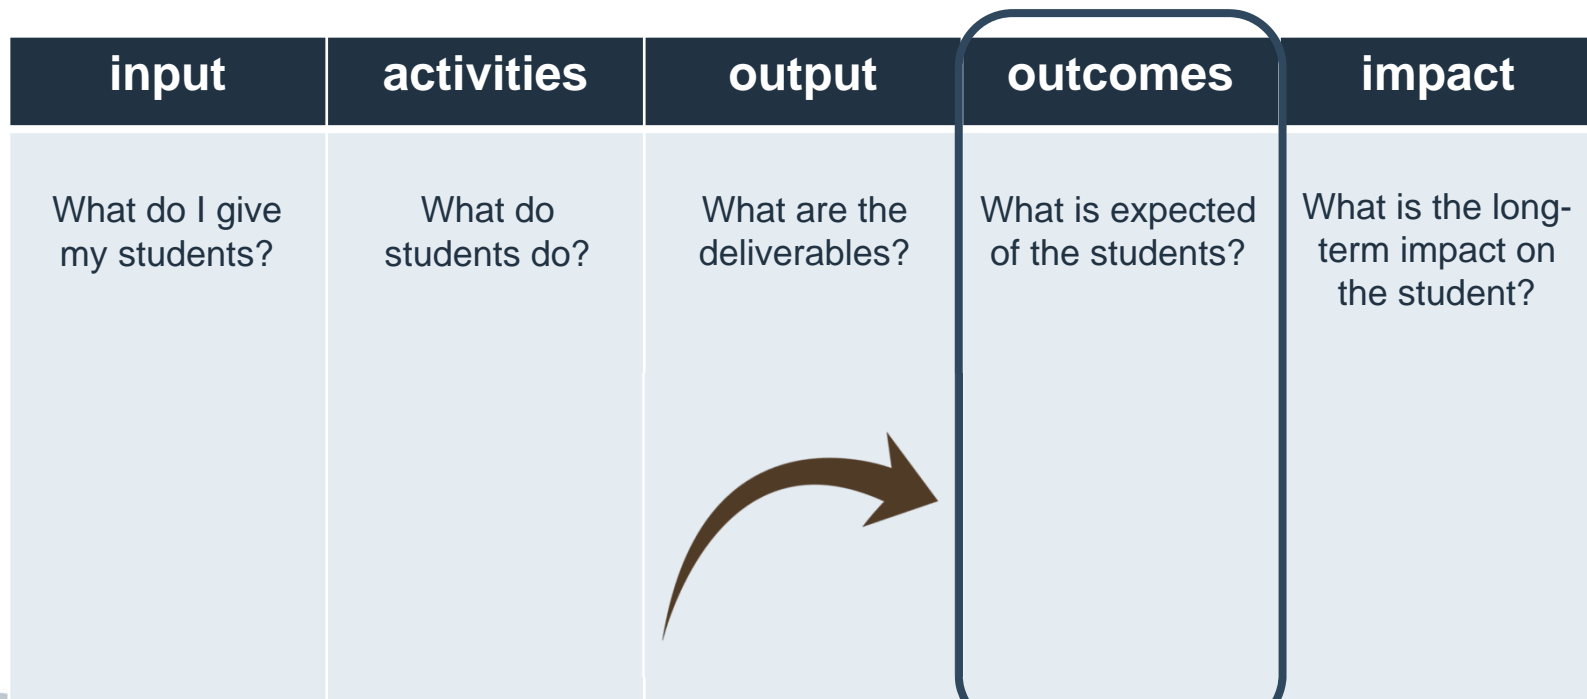 input
activities
output
outcomes
impact
What do I give
my students?
What do
students do?
What are the
deliverables?
What is expected
of the students?
What is the long-
term impact on
the student?